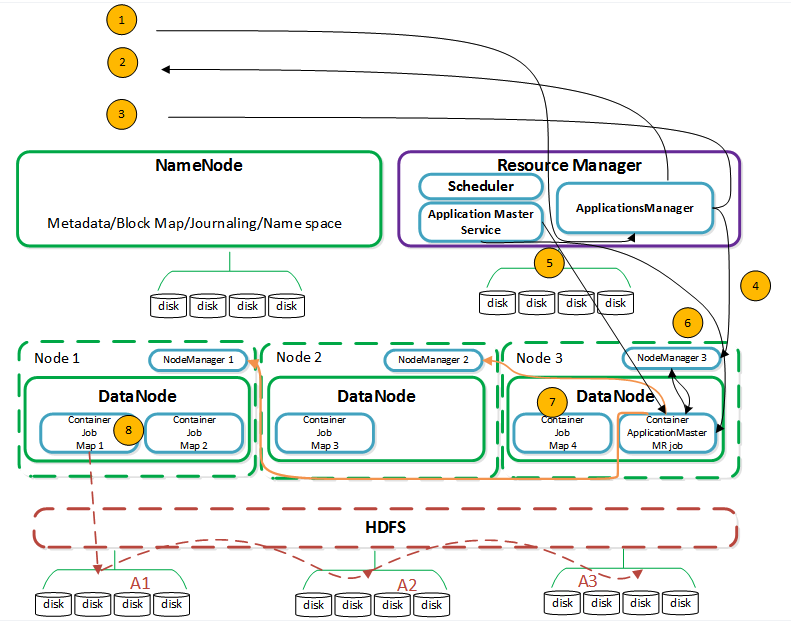 1
2
3
NameNode
Metadata/Block Map/Journaling/Name space
Resource Manager
Scheduler
Application Master
Service
ApplicationsManager
5
4
disk disk disk disk
disk disk disk disk
6
Node 1
NodeManager 1
Node 2
NodeManager 2
Node 3
NodeManager 3
DataNode
Container
Job
Map 1
8
Container
Job
Map 2
DataNode
Container
Job
Map 3
DataNode
7
Container
Job
Map 4
Container
ApplicationMaster
MR job
HDFS
A1
disk disk disk disk
A2
disk disk disk disk
A3
disk disk disk disk